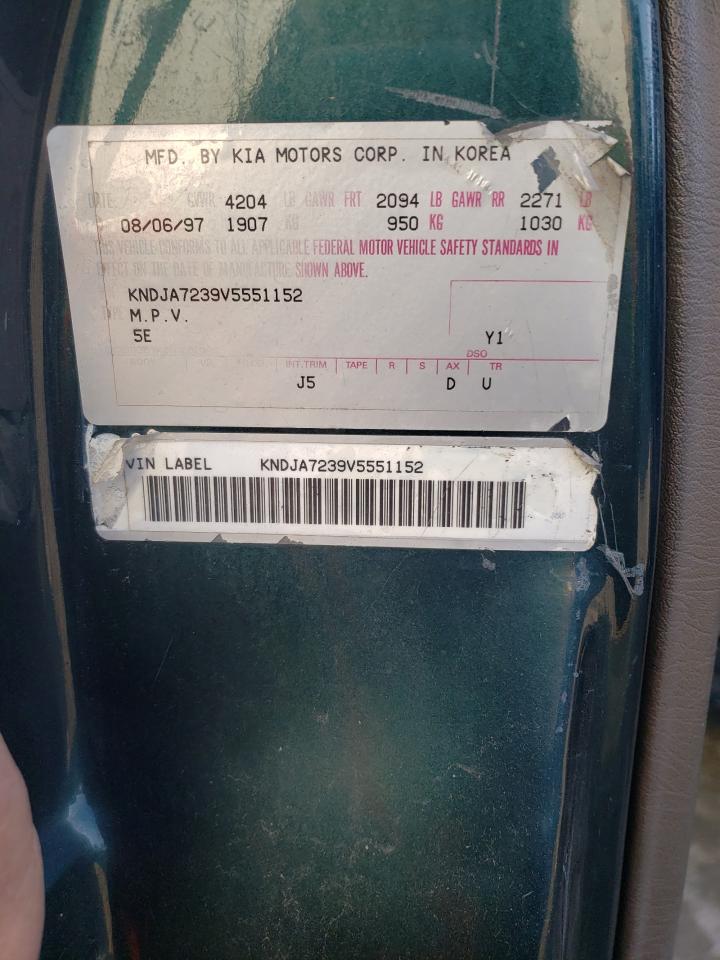 MFD. BY KIA MOTORS CORP. IN KOREA
DATE: GVWR 4204 LB GAWR FRT 2094 LB GAWR RR 2271 LB
08/06/97 1907 KG 950 KG 1030 KG
THIS VEHICLE CONFORMS TO ALL APPLICABLE FEDERAL MOTOR VEHICLE SAFETY STANDARDS IN
EFFECT ON THE DATE OF MANUFACTURE SHOWN ABOVE.
KNDJA7239V5551152
TYPE M.P.V.
5E Y1
DSO
BODY INT.TRIM TAPE R S AX TR
J5 D U
VIN LABEL KNDJA7239V5551152